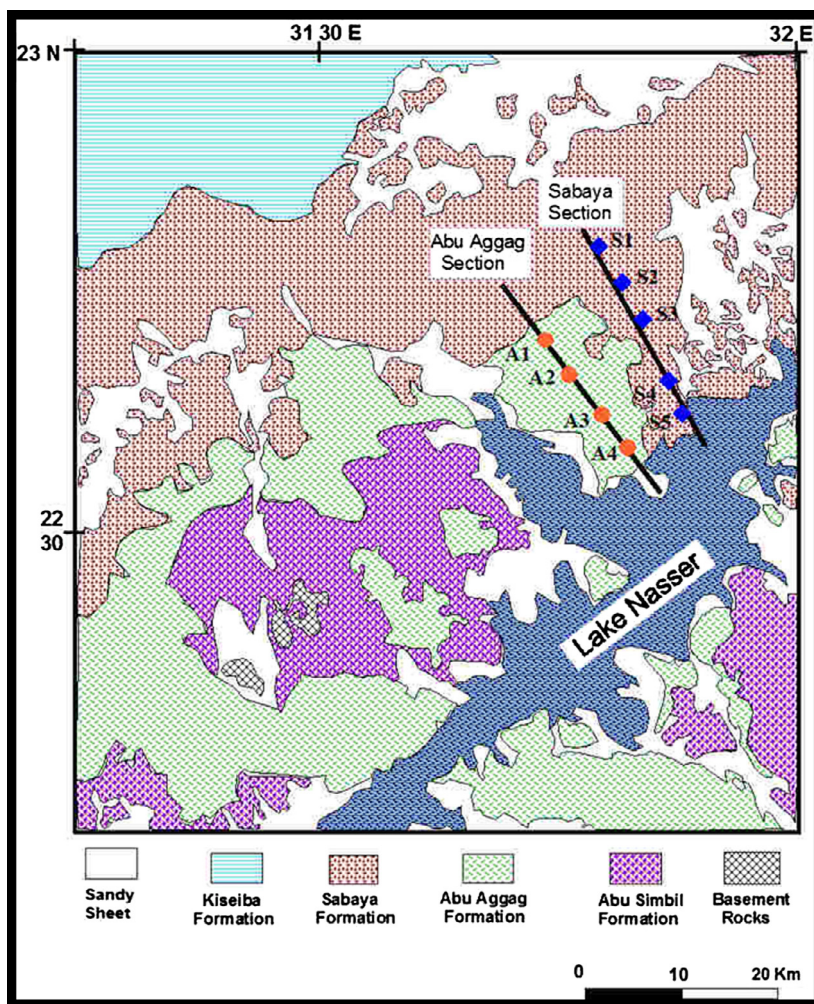 31 30 E
32 E
23 N
Sabaya
Section
Abu Aggag
Section
S1
S2
S3
A1
A2
S4
A3
S5
A4
22
30
Lake Nasser
Sandy
Sheet
Kiseiba
Formation
Sabaya
Formation
Abu Aggag
Formation
Abu Simbil
Formation
Basement
Rocks
0 10 20 Km